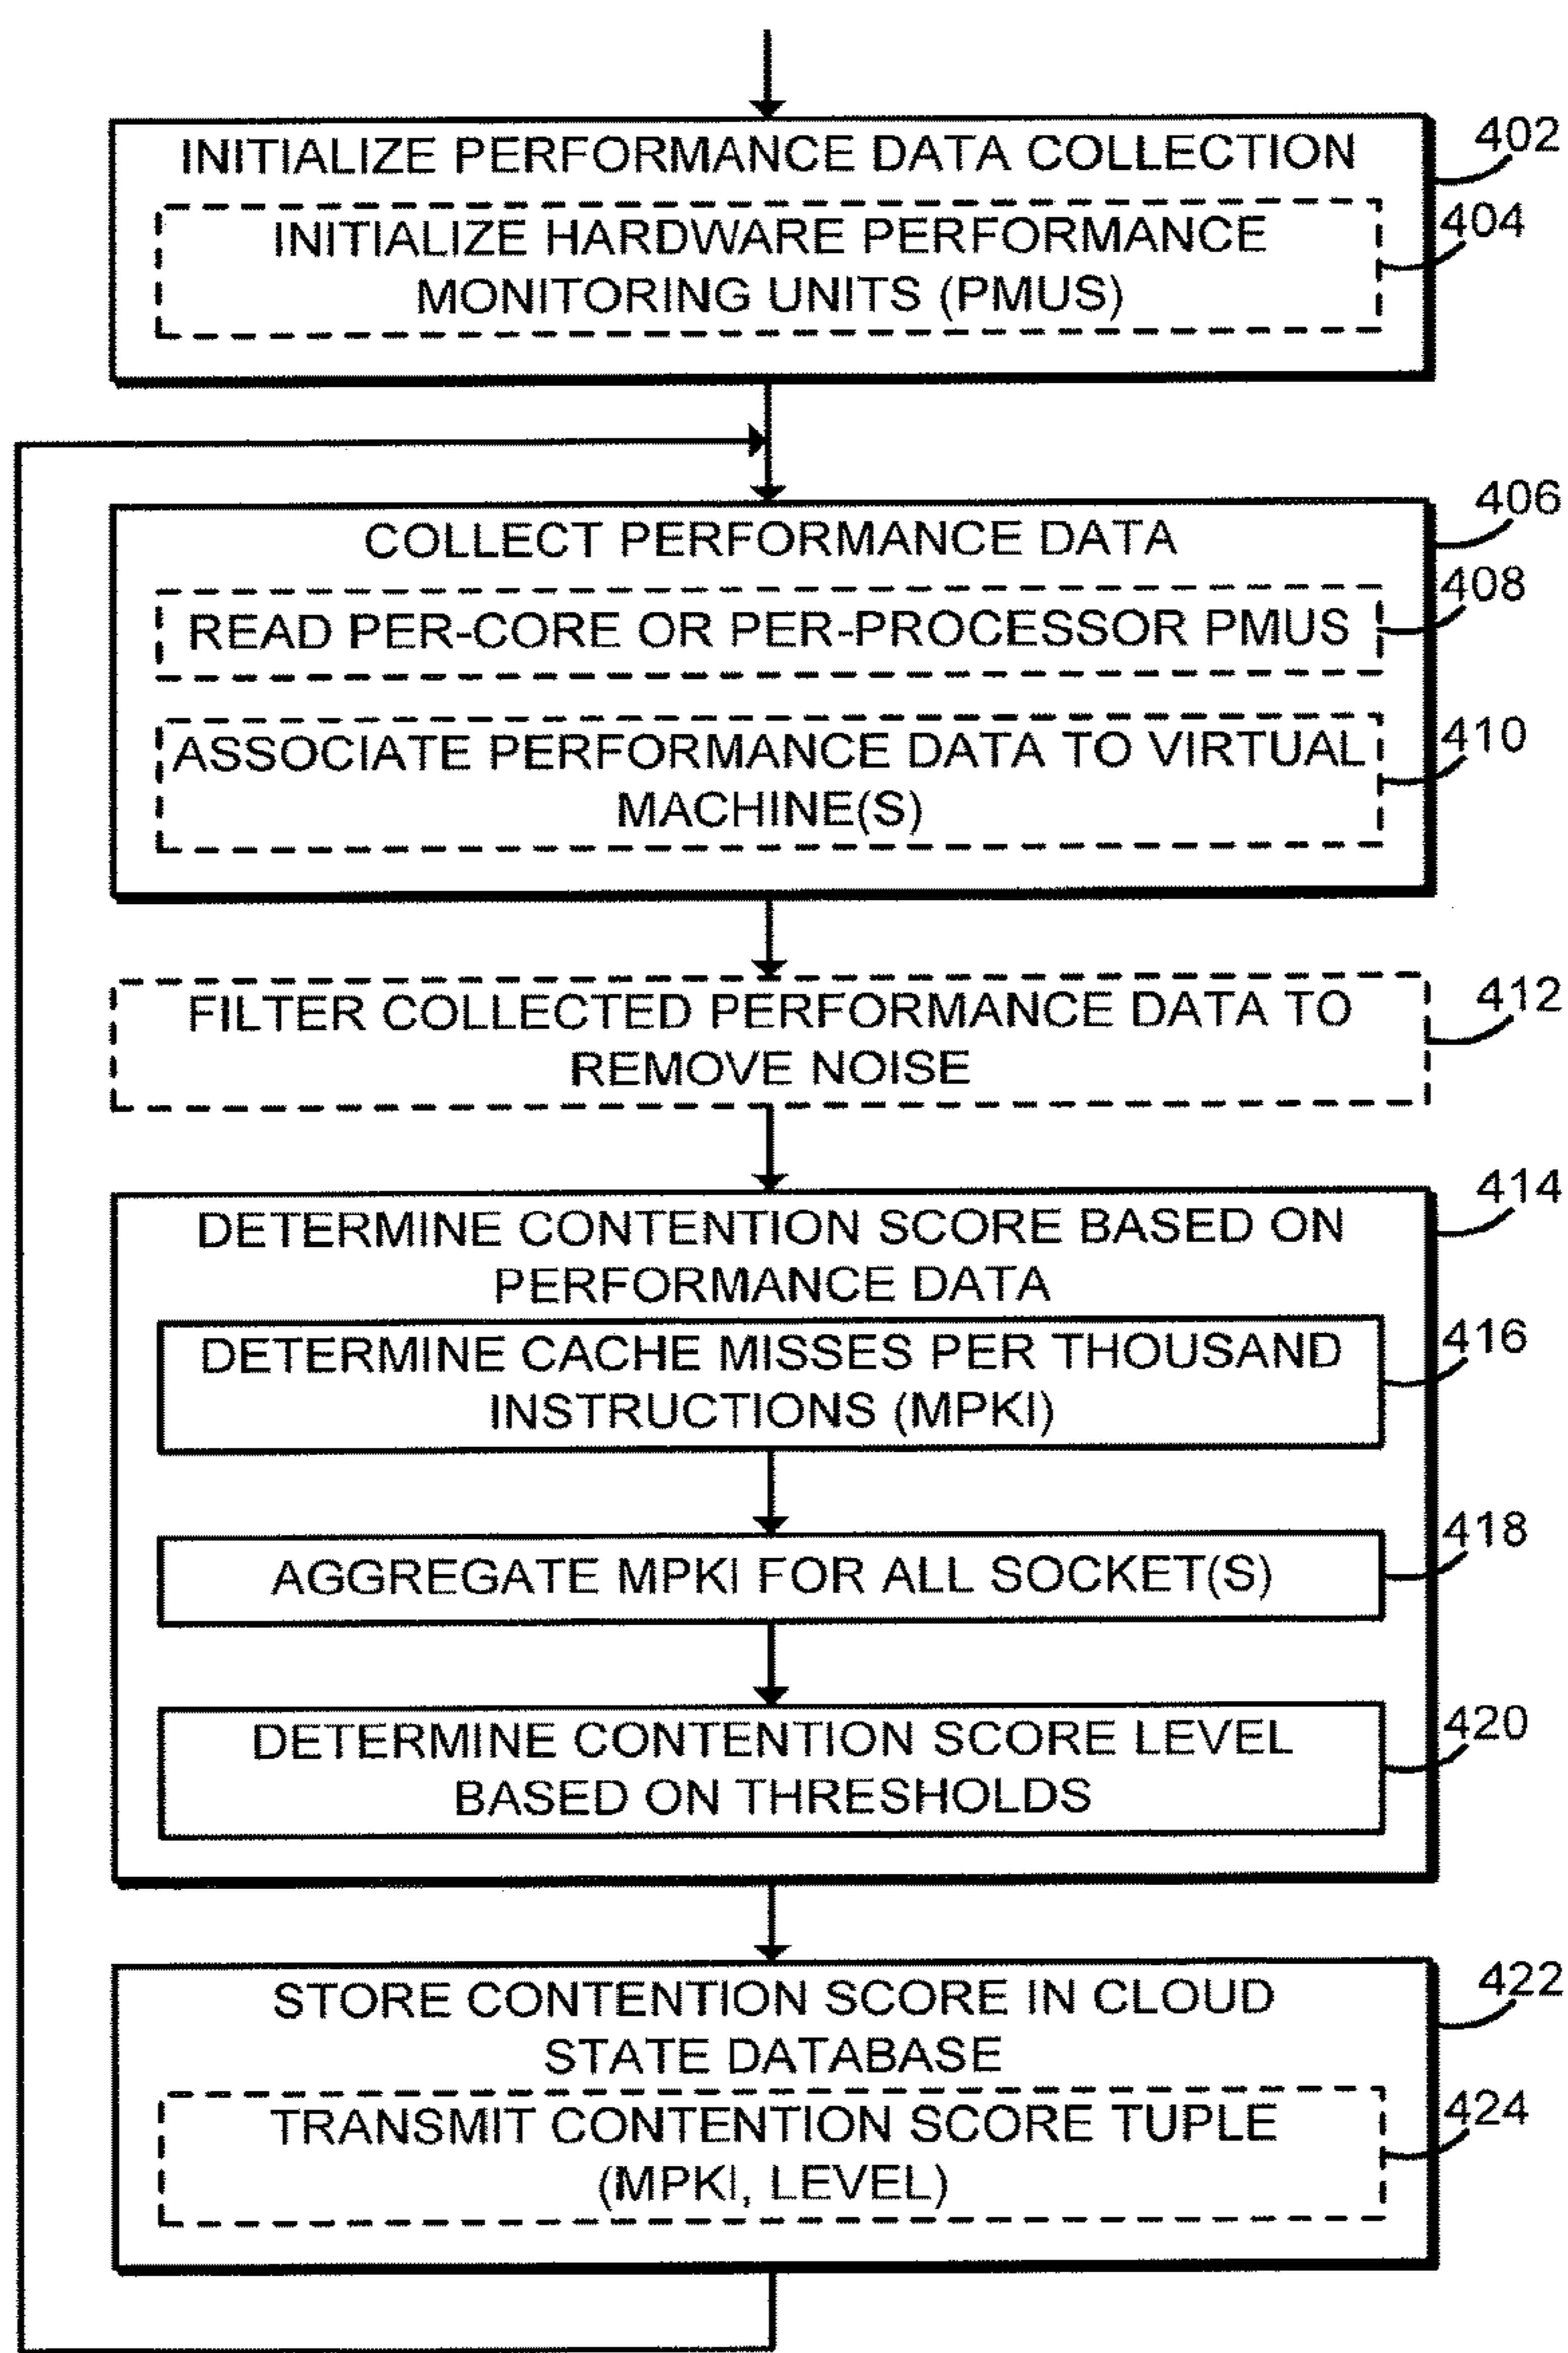 INITIALIZE PERFORMANCE DATA COLLECTION
402
INITIALIZE HARDWARE PERFORMANCE
MONITORING UNITS (PMUS)
404
COLLECT PERFORMANCE DATA
406
READ PER-CORE OR PER-PROCESSOR PMUS
408
ASSOCIATE PERFORMANCE DATA TO VIRTUAL
MACHINE(S)
410
FILTER COLLECTED PERFORMANCE DATA TO
REMOVE NOISE
412
DETERMINE CONTENTION SCORE BASED ON
PERFORMANCE DATA
414
DETERMINE CACHE MISSES PER THOUSAND
INSTRUCTIONS (MPKI)
416
AGGREGATE MPKI FOR ALL SOCKET(S)
418
DETERMINE CONTENTION SCORE LEVEL
BASED ON THRESHOLDS
420
STORE CONTENTION SCORE IN CLOUD
STATE DATABASE
422
TRANSMIT CONTENTION SCORE TUPLE
(MPKI, LEVEL)
424